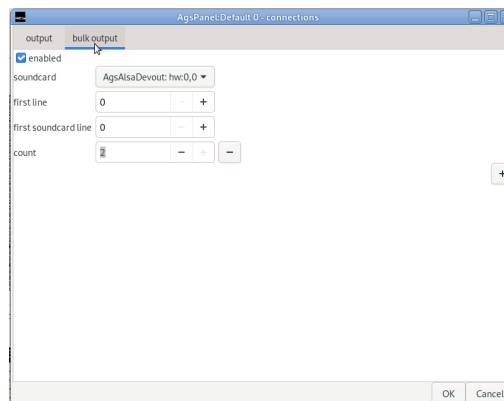 AgsPanel:Default 0 - connections
output bulk output
enabled
soundcard AgsAlsaDevout: hw:0,0
first line 0 − +
first soundcard line 0 − +
count 2 − + −
+
OK Cancel